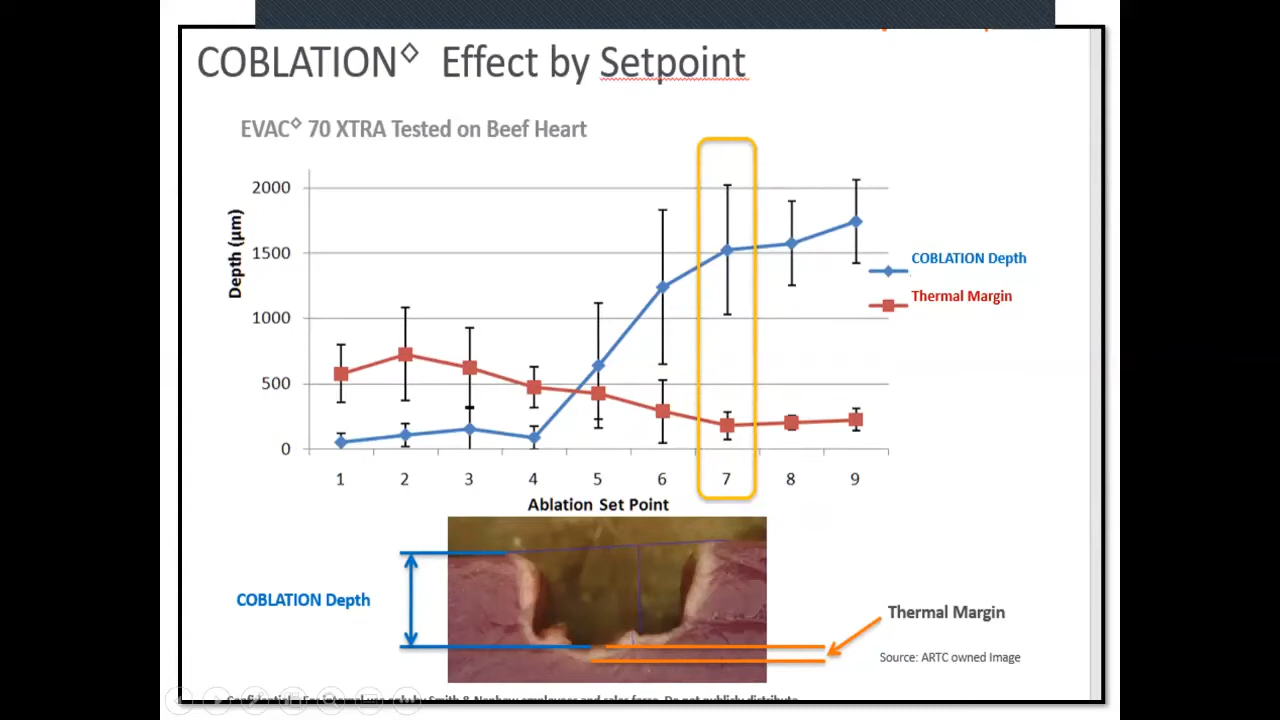 COBLATION◊ Effect by Setpoint
EVAC◊ 70 XTRA Tested on Beef Heart
Depth (µm)
2000
1500
1000
500
0
1 2 3 4 5 6 7 8 9
Ablation Set Point
COBLATION Depth
Thermal Margin
COBLATION Depth
Thermal Margin
Source: ARTC owned Image